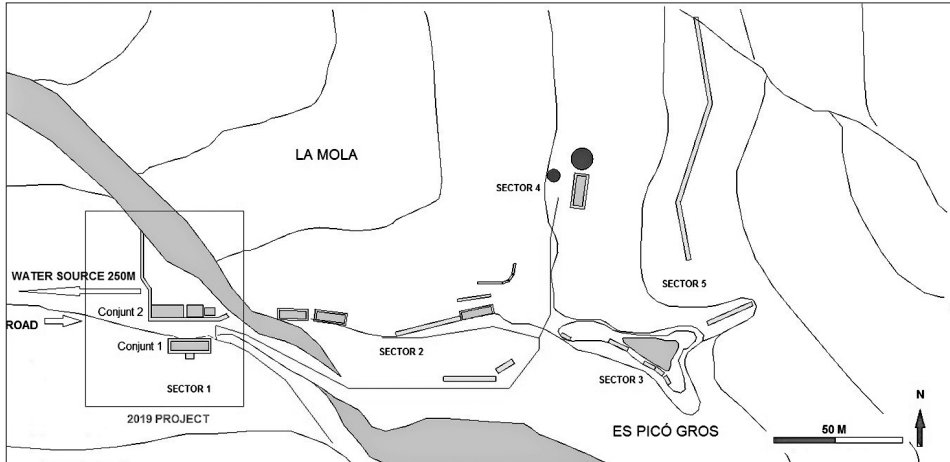 LA MOLA
SECTOR 4
WATER SOURCE 250M
SECTOR 5
Conjunt 2
ROAD
Conjunt 1
SECTOR 2
SECTOR 3
SECTOR 1
2019 PROJECT
N
ES PICÓ GROS
50 M